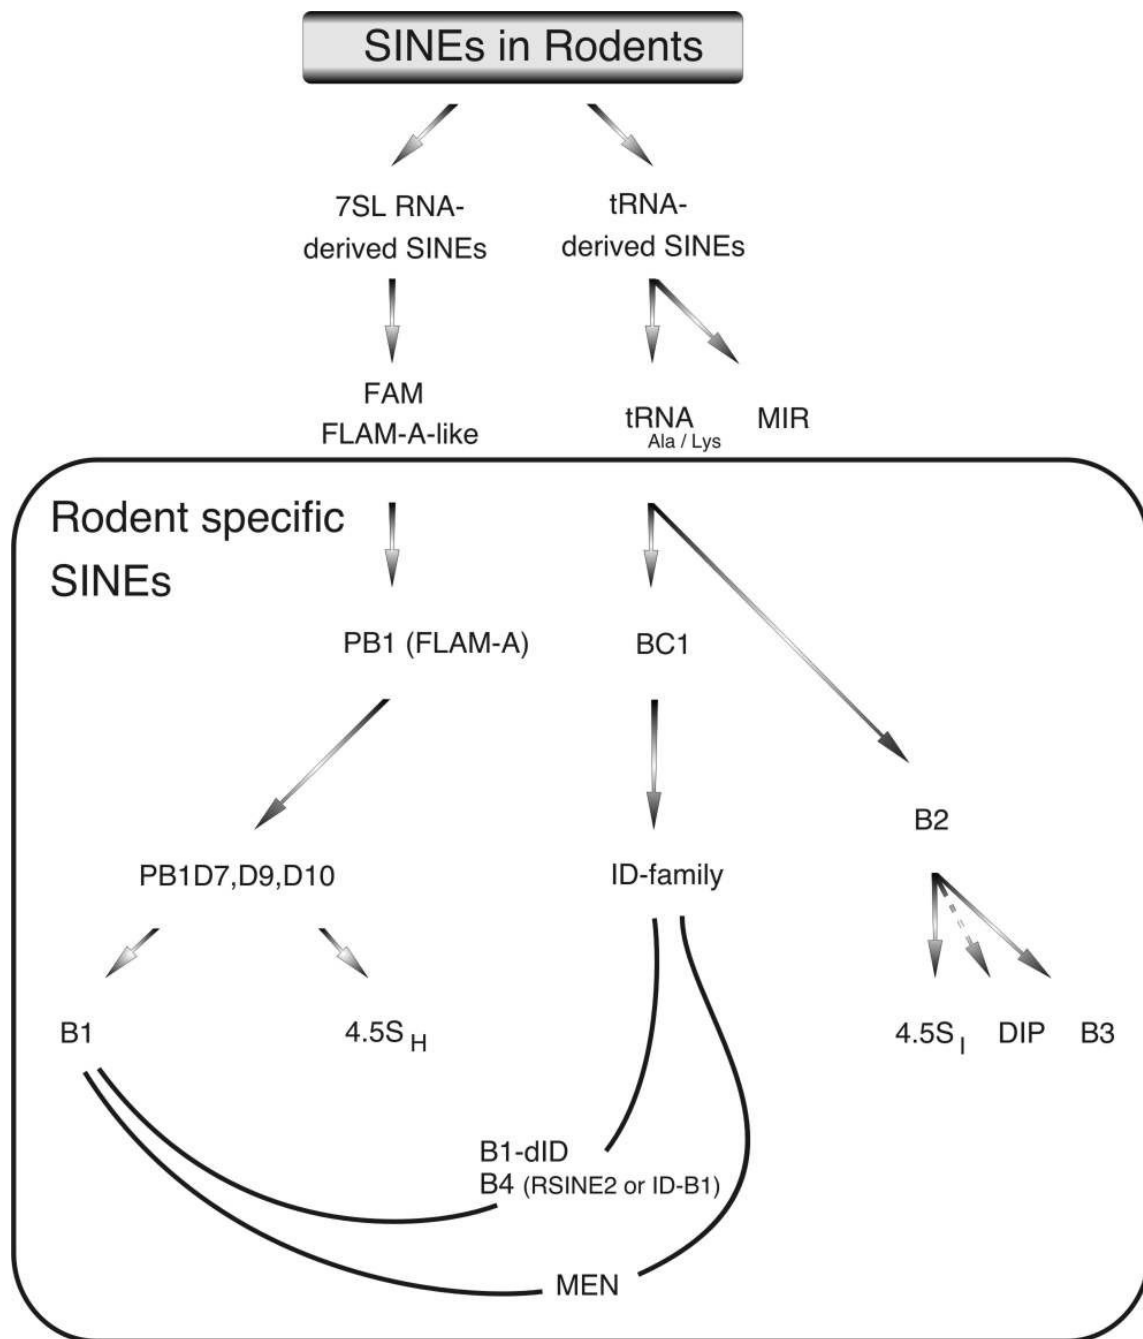 SINEs in Rodents
7SL RNA-
derived SINEs
tRNA-
derived SINEs
FAM
FLAM-A-like
tRNA
Ala / Lys
MIR
Rodent specific
SINEs
PB1 (FLAM-A)
BC1
B2
PB1D7,D9,D10
ID-family
B1
4.5S H
4.5S I
DIP
B3
B1-dID
B4 (RSINE2 or ID-B1)
MEN